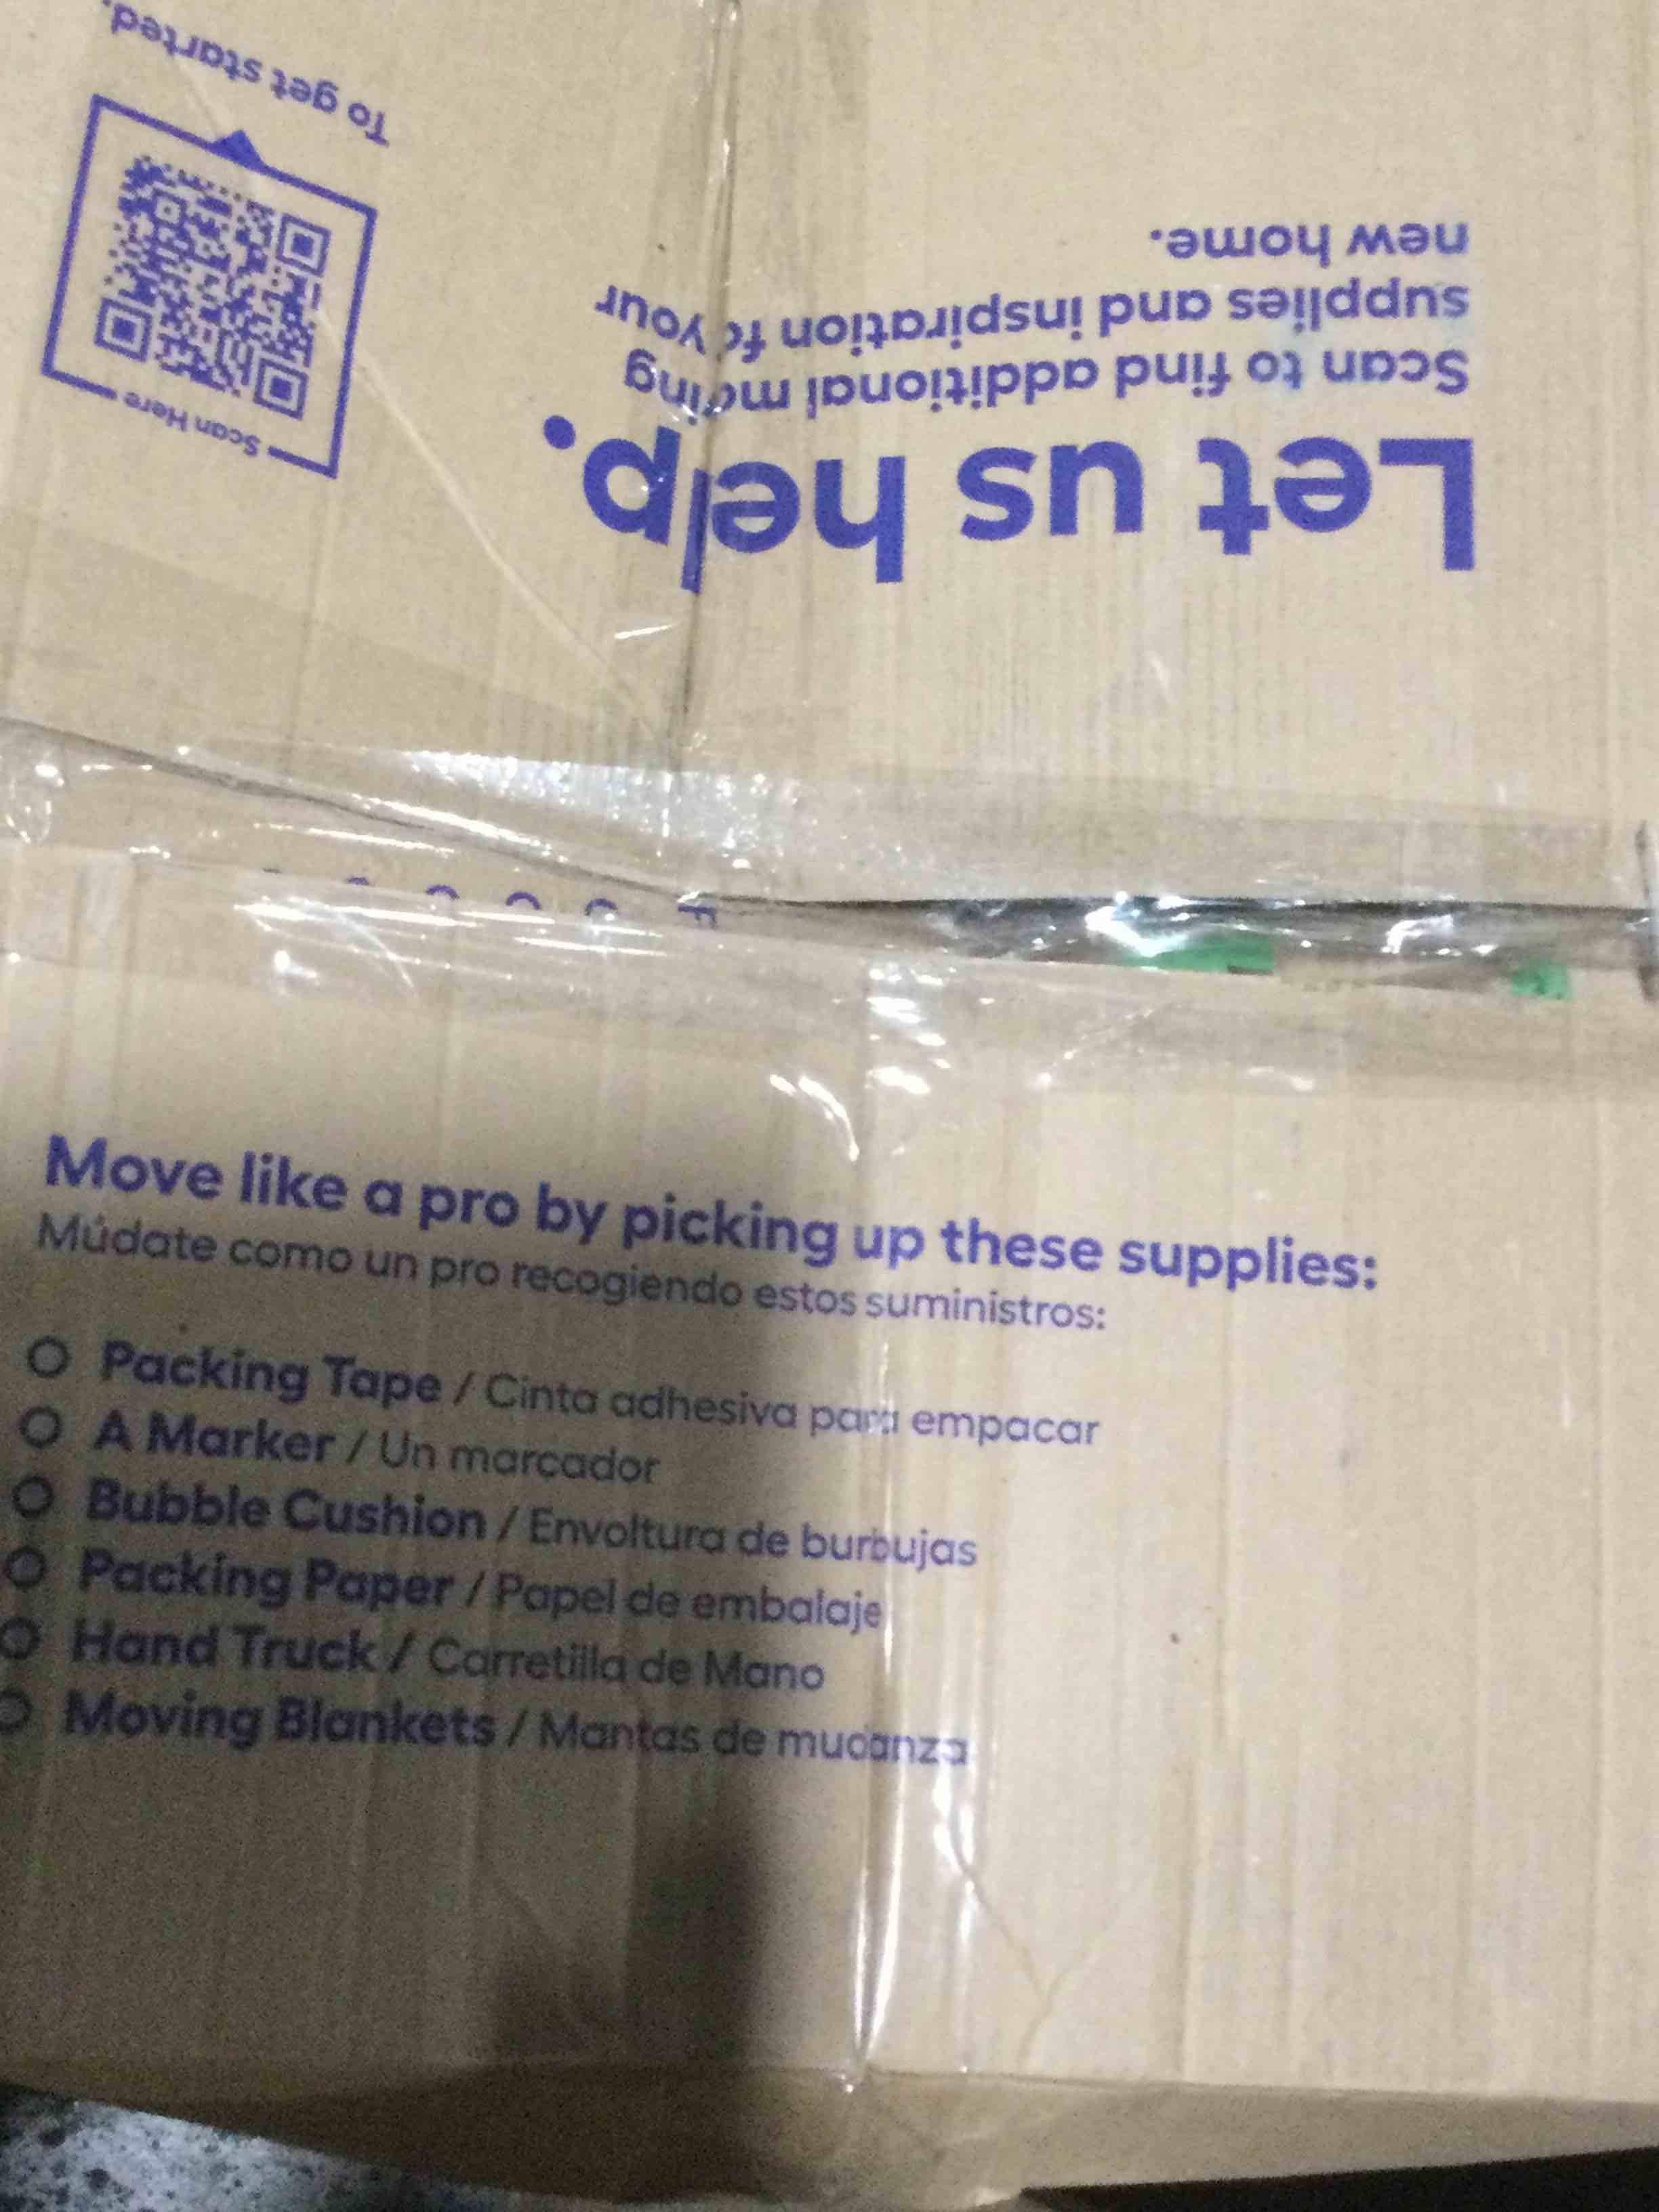 Let us help.
Scan to find additional moving
supplies and inspiration for your
new home.
Scan Here
To get started.
Move like a pro by picking up these supplies:
Múdate como un pro recogiendo estos suministros:
Packing Tape / Cinta adhesiva para empacar
A Marker / Un marcador
Bubble Cushion / Envoltura de burbujas
Packing Paper / Papel de embalaje
Hand Truck / Carretilla de Mano
Moving Blankets / Mantas de mudanza